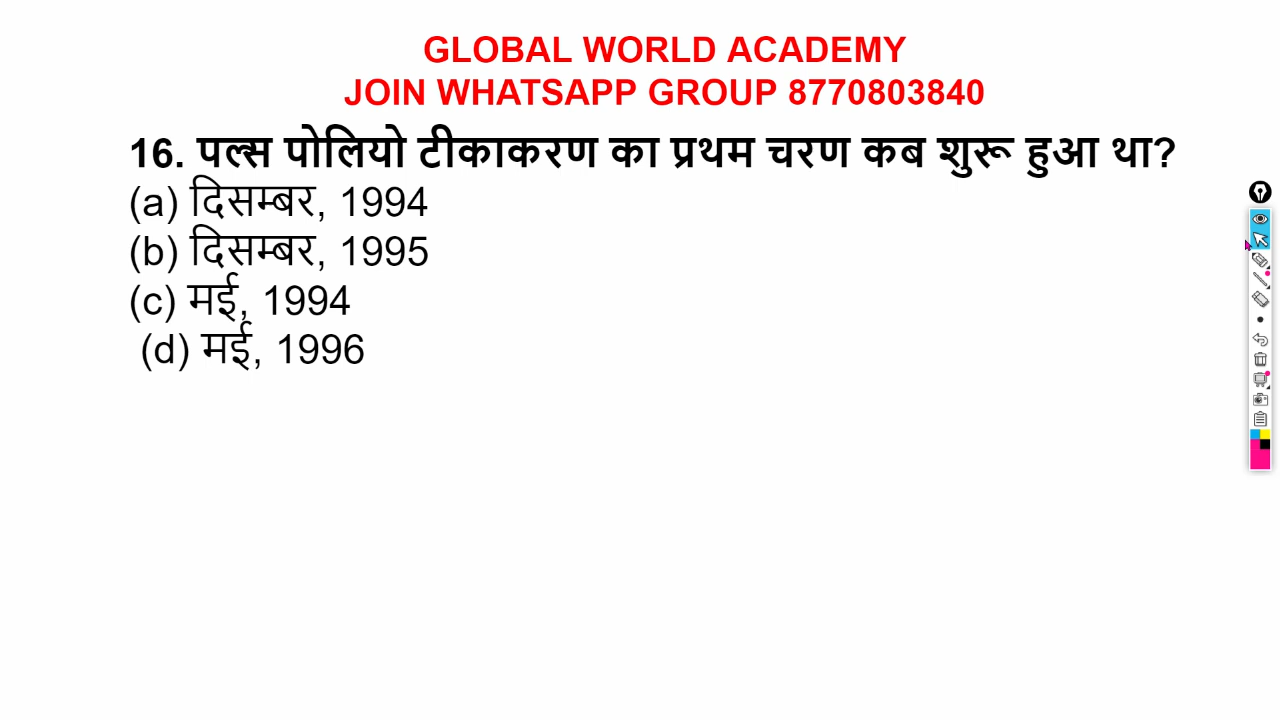 GLOBAL WORLD ACADEMY
JOIN WHATSAPP GROUP 8770803840
16. पल्स पोलियो टीकाकरण का प्रथम चरण कब शुरू हुआ था?
(a) दिसम्बर, 1994
(b) दिसम्बर, 1995
(c) मई, 1994
(d) मई, 1996